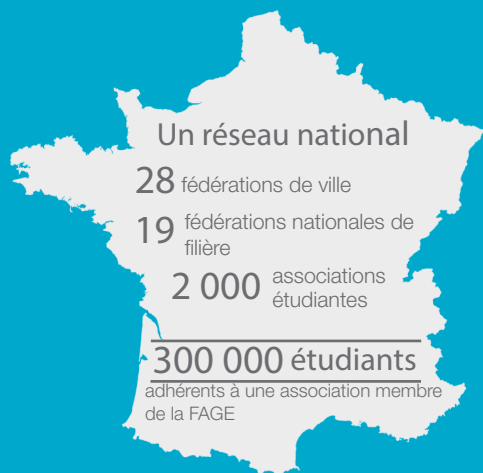 Un réseau national
28 fédérations de ville
19 fédérations nationales de
filière
2 000 associations
étudiantes
300 000 étudiants
adhérents à une association membre
de la FAGE